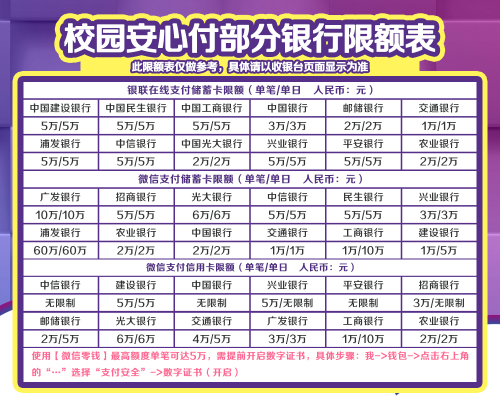 校园安心付部分银行限额表
此限额表仅做参考，具体请以收银台页面显示为准
银联在线支付储蓄卡限额（单笔/单日　人民币：元）
中国建设银行 中国民生银行 中国工商银行 中国银行 邮储银行 交通银行
5万/5万 5万/5万 5万/5万 3万/3万 2万/2万 1万/1万
浦发银行 中信银行 中国光大银行 兴业银行 平安银行 农业银行
5万/5万 5万/5万 2万/2万 5万/5万 5万/5万 2万/2万
微信支付储蓄卡限额（单笔/单日　人民币：元）
广发银行 招商银行 光大银行 中信银行 民生银行 兴业银行
10万/10万 5万/5万 6万/6万 5万/5万 5万/5万 3万/3万
浦发银行 农业银行 中国银行 交通银行 工商银行 建设银行
60万/60万 2万/2万 2万/2万 1万/1万 1万/10万 1万/5万
微信支付信用卡限额（单笔/单日　人民币：元）
中信银行 建设银行 中国银行 兴业银行 平安银行 招商银行
无限制 5万/5万 无限制 5万/无限制 无限制 3万/无限制
邮储银行 光大银行 交通银行 广发银行 工商银行 农业银行
2万/5万 6万/6万 4万/5万 3万/3万 1万/10万 2万/2万
使用【微信零钱】最高额度单笔可达5万，需提前开启数字证书，具体步骤：我->钱包->点击右上角
的“…”选择“支付安全”->数字证书（开启）